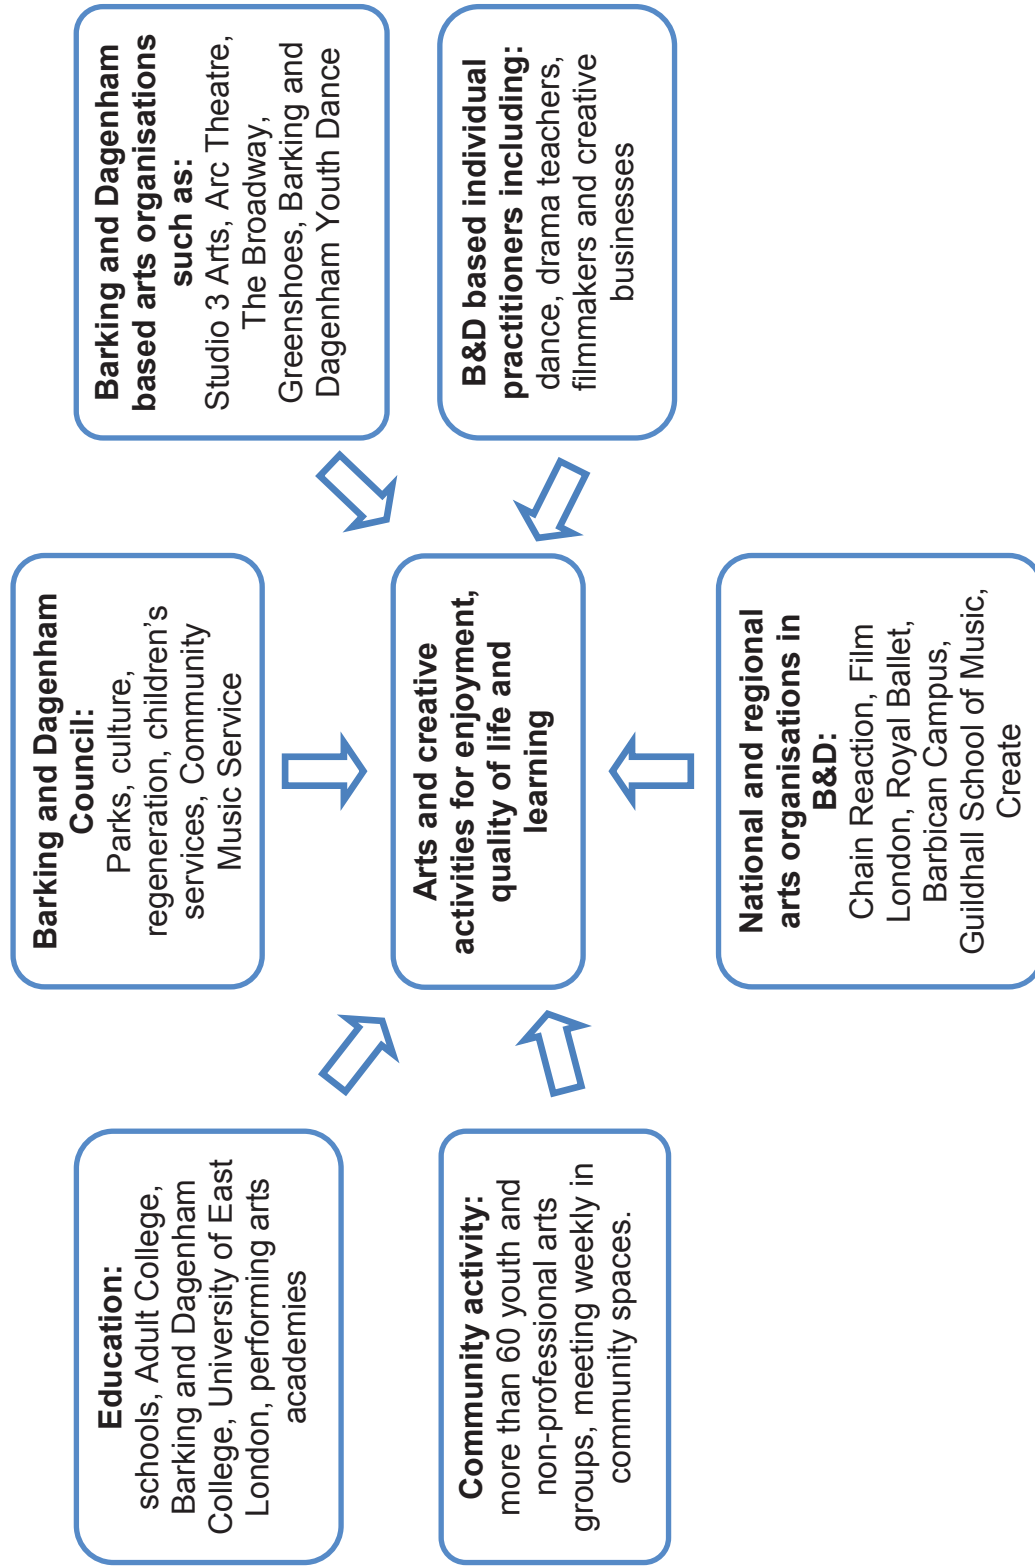 Education:
schools, Adult College,
Barking and Dagenham
College, University of East
London, performing arts
academies
Barking and Dagenham
Council:
Parks, culture,
regeneration, children’s
services, Community
Music Service
Barking and Dagenham
based arts organisations
such as:
Studio 3 Arts, Arc Theatre,
The Broadway,
Greenshoes, Barking and
Dagenham Youth Dance
Community activity:
more than 60 youth and
non-professional arts
groups, meeting weekly in
community spaces.
Arts and creative
activities for enjoyment,
quality of life and
learning
B&D based individual
practitioners including:
dance, drama teachers,
filmmakers and creative
businesses
National and regional
arts organisations in
B&D:
Chain Reaction, Film
London, Royal Ballet,
Barbican Campus,
Guildhall School of Music,
Create